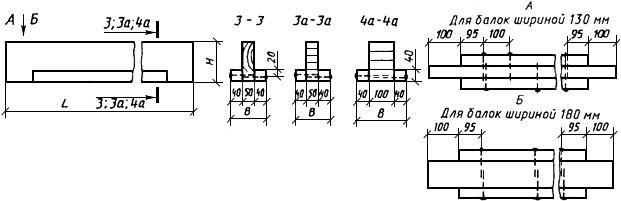 А Б
3; 3а; 4а
3; 3а; 4а
L
H
3 - 3
20
40 50 40
В
3а-3а
40 50 40
В
4а-4а
40
40 100 40
В
А
Для балок шириной 130 мм
100 95 100
95 100
Б
Для балок шириной 180 мм
100 95
95 100